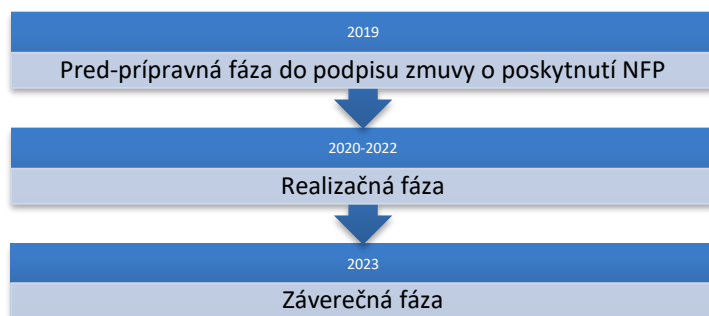 2019
Pred-prípravná fáza do podpisu zmuvy o poskytnutí NFP
2020-2022
Realizačná fáza
2023
Záverečná fáza